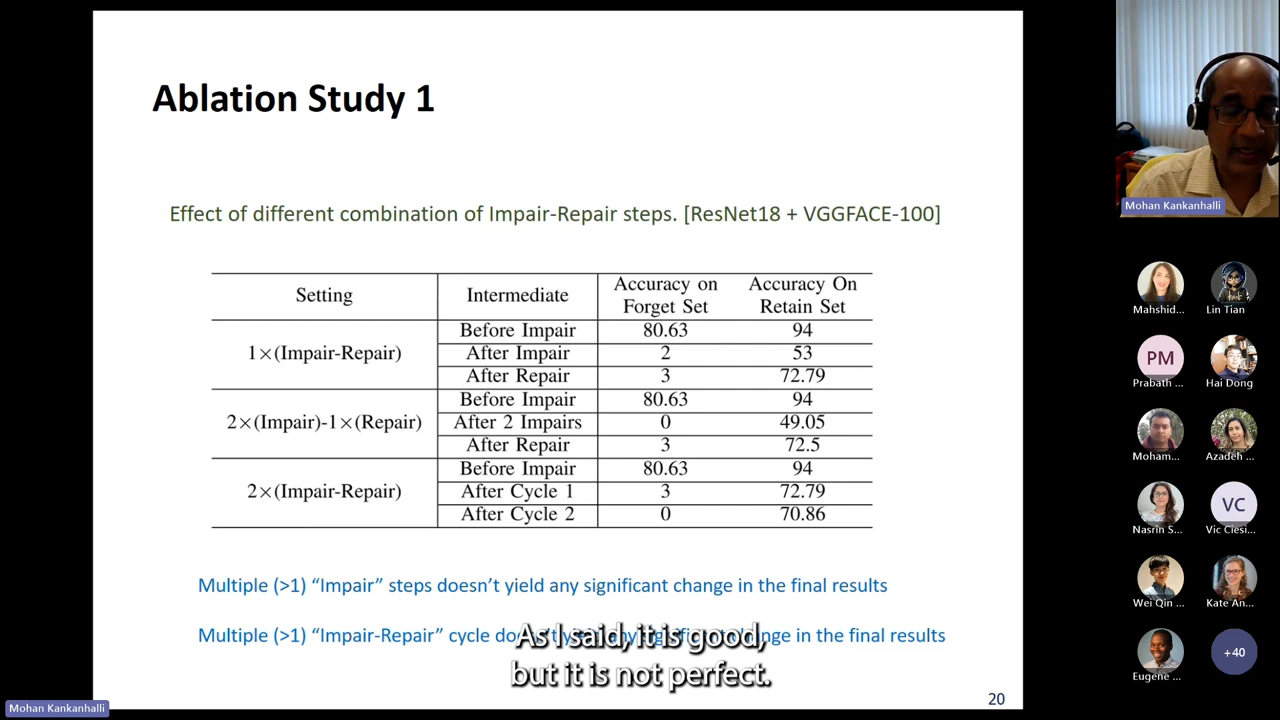 Ablation Study 1
Effect of different combination of Impair-Repair steps. [ResNet18 + VGGFACE-100]
Setting Intermediate Accuracy on Forget Set Accuracy On Retain Set
1×(Impair-Repair)
Before Impair 80.63 94
After Impair 2 53
After Repair 3 72.79
2×(Impair)-1×(Repair)
Before Impair 80.63 94
After 2 Impairs 0 49.05
After Repair 3 72.5
2×(Impair-Repair)
Before Impair 80.63 94
After Cycle 1 3 72.79
After Cycle 2 0 70.86
Multiple (>1) “Impair” steps doesn’t yield any significant change in the final results
Multiple (>1) “Impair-Repair” cycle change in the final results
As I said, it is good,
but it is not perfect.
20
Mohan Kankanhalli
Mohan Kankanhalli
Mahshid...
Lin Tian
PM
Prabath ...
Hai Dong
Moham...
Azadeh ...
Nasrin S...
VC
Vic Ciesi...
Wei Qin ...
Kate An...
Eugene ...
+40